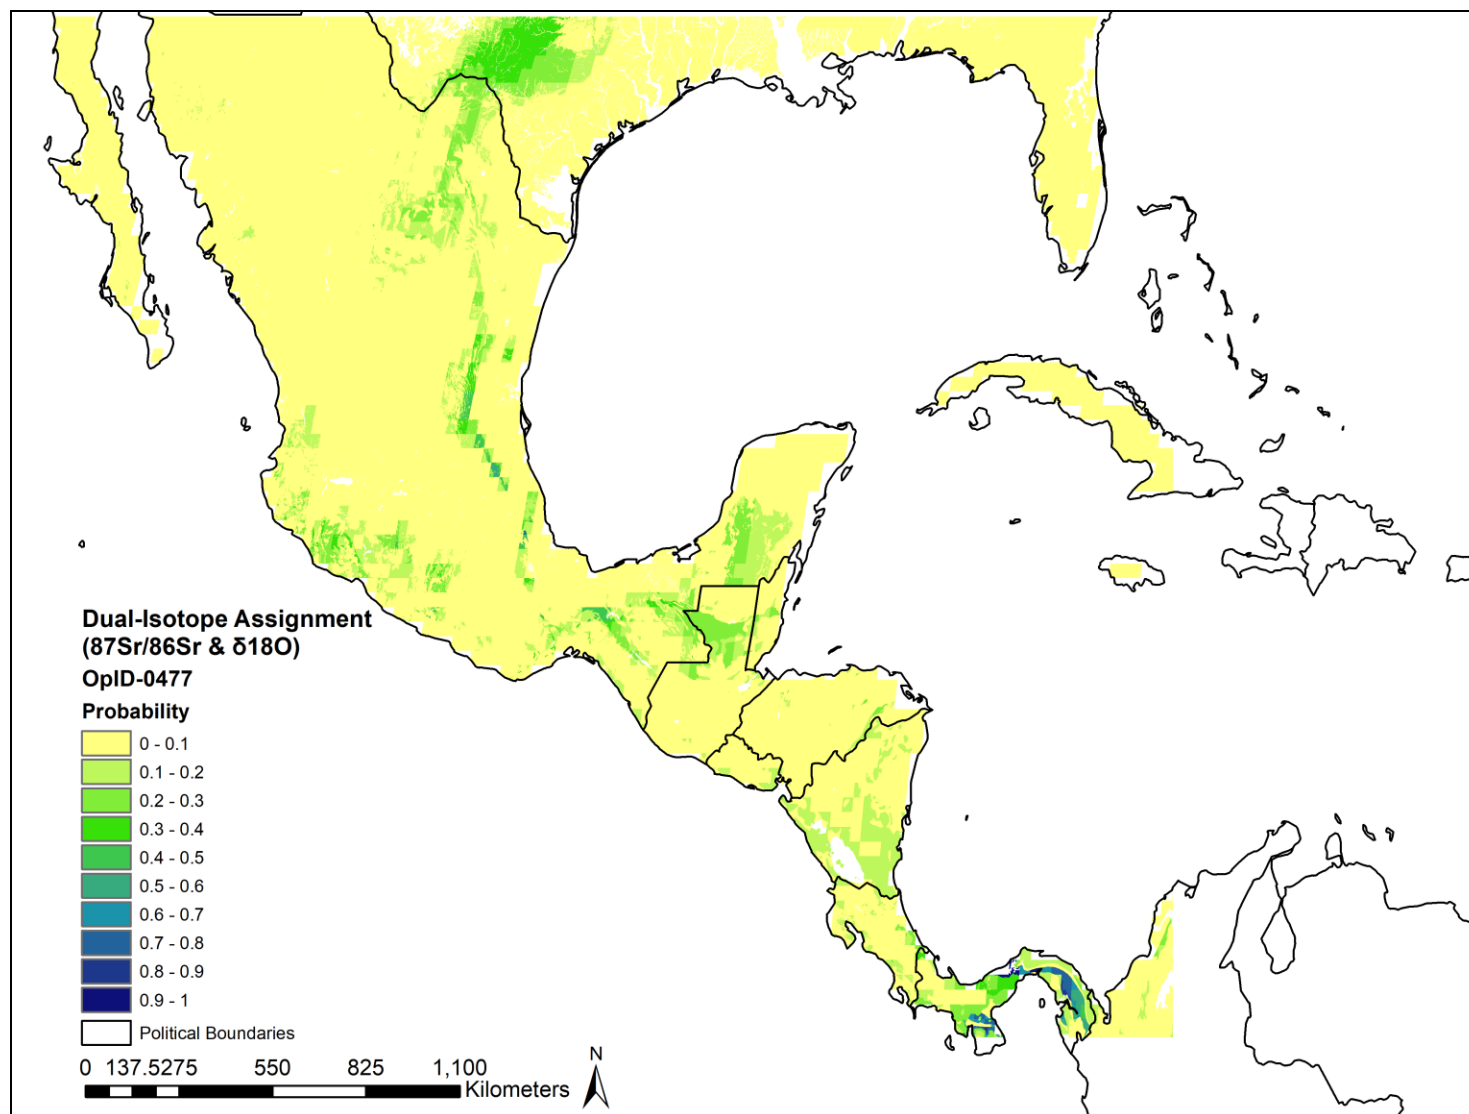 Dual-Isotope Assignment
(87Sr/86Sr & δ18O)
OpID-0477
Probability
0 - 0.1
0.1 - 0.2
0.2 - 0.3
0.3 - 0.4
0.4 - 0.5
0.5 - 0.6
0.6 - 0.7
0.7 - 0.8
0.8 - 0.9
0.9 - 1
Political Boundaries
0 137.5275 550 825 1,100
Kilometers
N